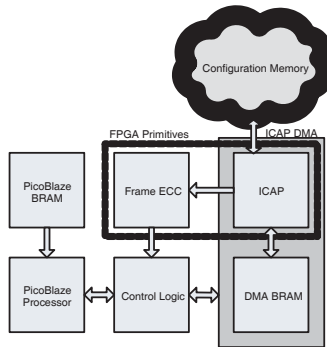 Configuration Memory
FPGA Primitives
ICAP DMA
PicoBlaze
BRAM
Frame ECC
ICAP
PicoBlaze
Processor
Control Logic
DMA BRAM